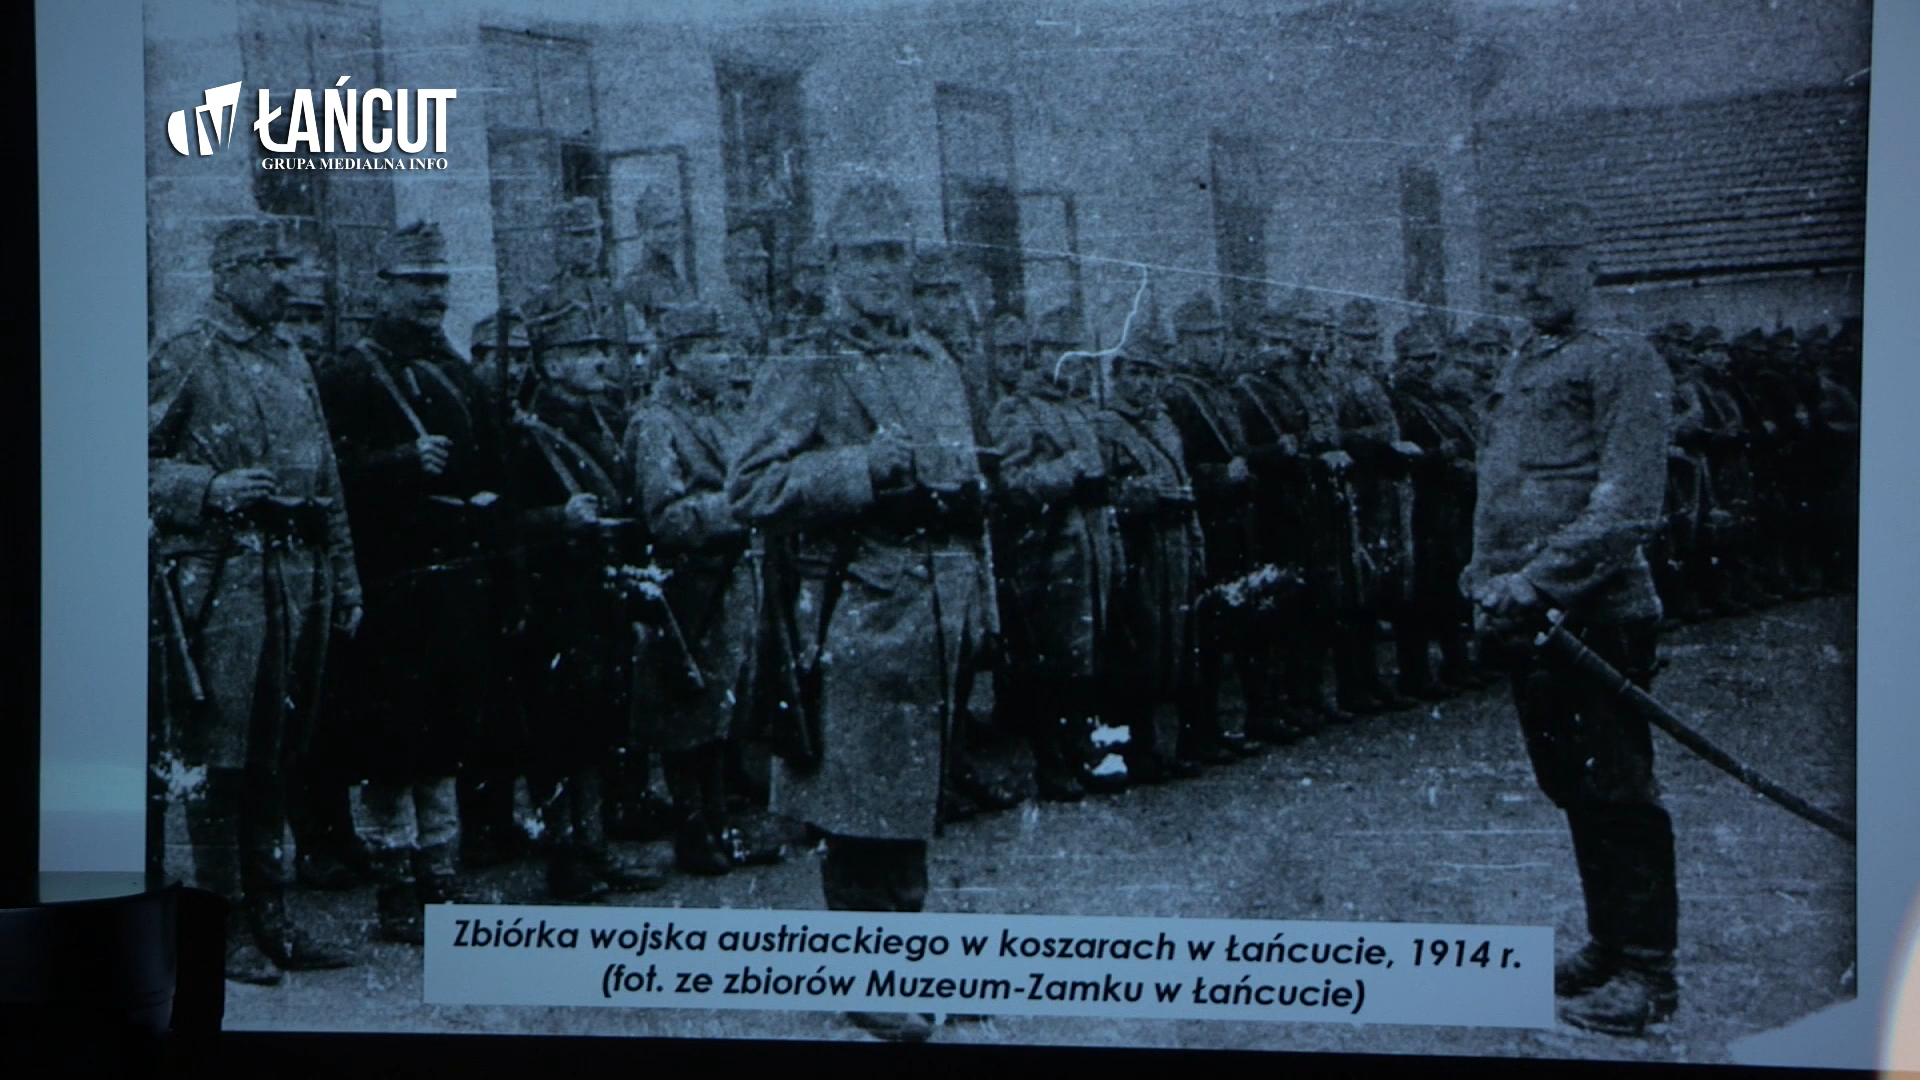 ŁAŃCUT
GRUPA MEDIALNA INFO
Zbiórka wojska austriackiego w koszarach w Łańcucie, 1914 r.
(fot. ze zbiorów Muzeum-Zamku w Łańcucie)